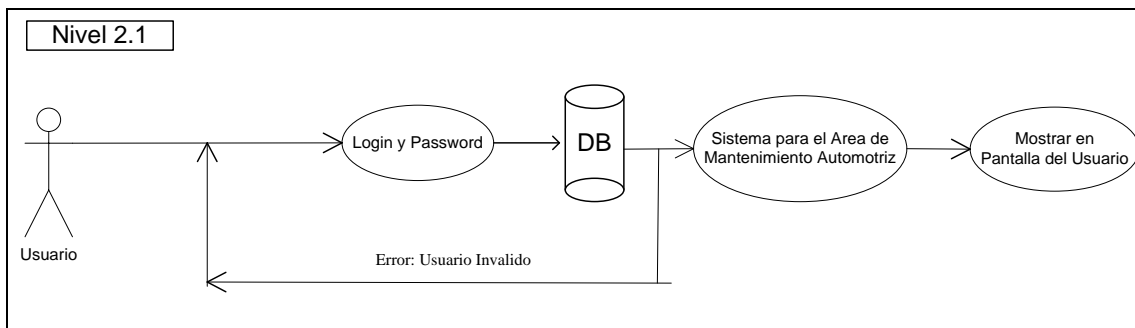 Nivel 2.1
Login y Password
DB
Sistema para el Area de
Mantenimiento Automotriz
Mostrar en
Pantalla del Usuario
Usuario
Error: Usuario Invalido